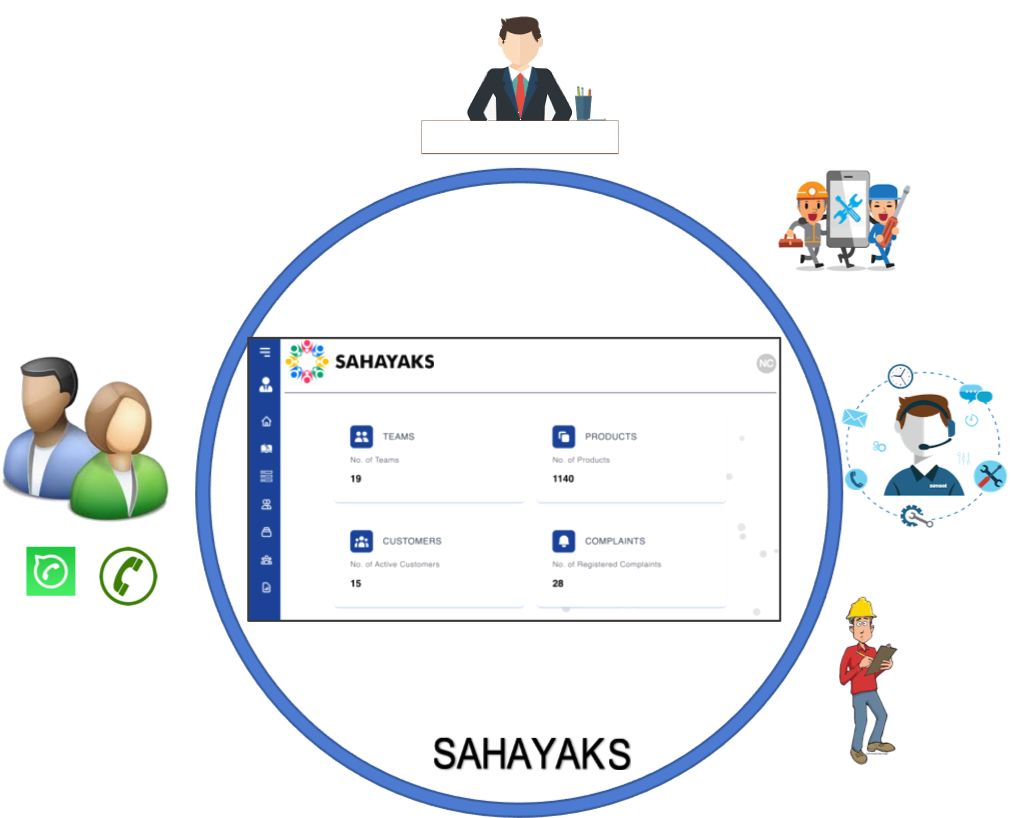 SAHAYAKS
NC
TEAMS
No. of Teams
19
PRODUCTS
No. of Products
1140
CUSTOMERS
No. of Active Customers
15
COMPLAINTS
No. of Registered Complaints
28
SAHAYAKS